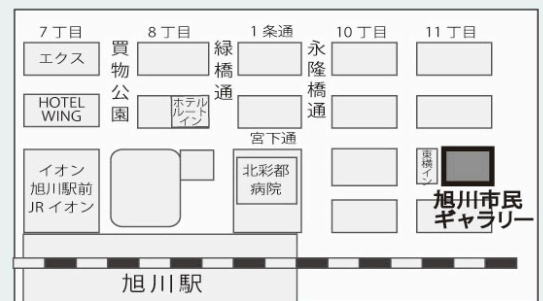 7丁目
8丁目
1条通
10丁目
11丁目
エクス
買物公園
緑橋通
永隆橋通
HOTEL
WING
ホテル
ルート
イン
宮下通
イオン
旭川駅前
JRイオン
北彩都
病院
東横イン
旭川市民
ギャラリー
旭川駅